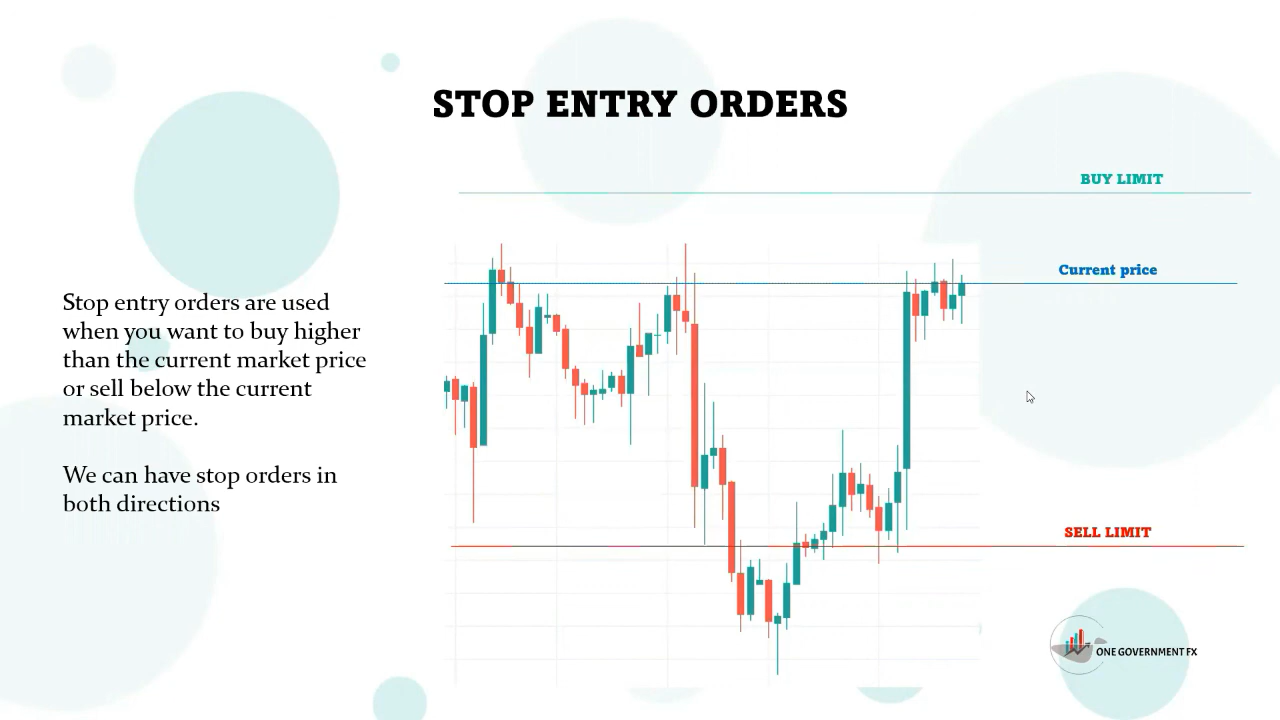 STOP ENTRY ORDERS
BUY LIMIT
Current price
Stop entry orders are used
when you want to buy higher
than the current market price
or sell below the current
market price.
We can have stop orders in
both directions
SELL LIMIT
ONE GOVERNMENT FX